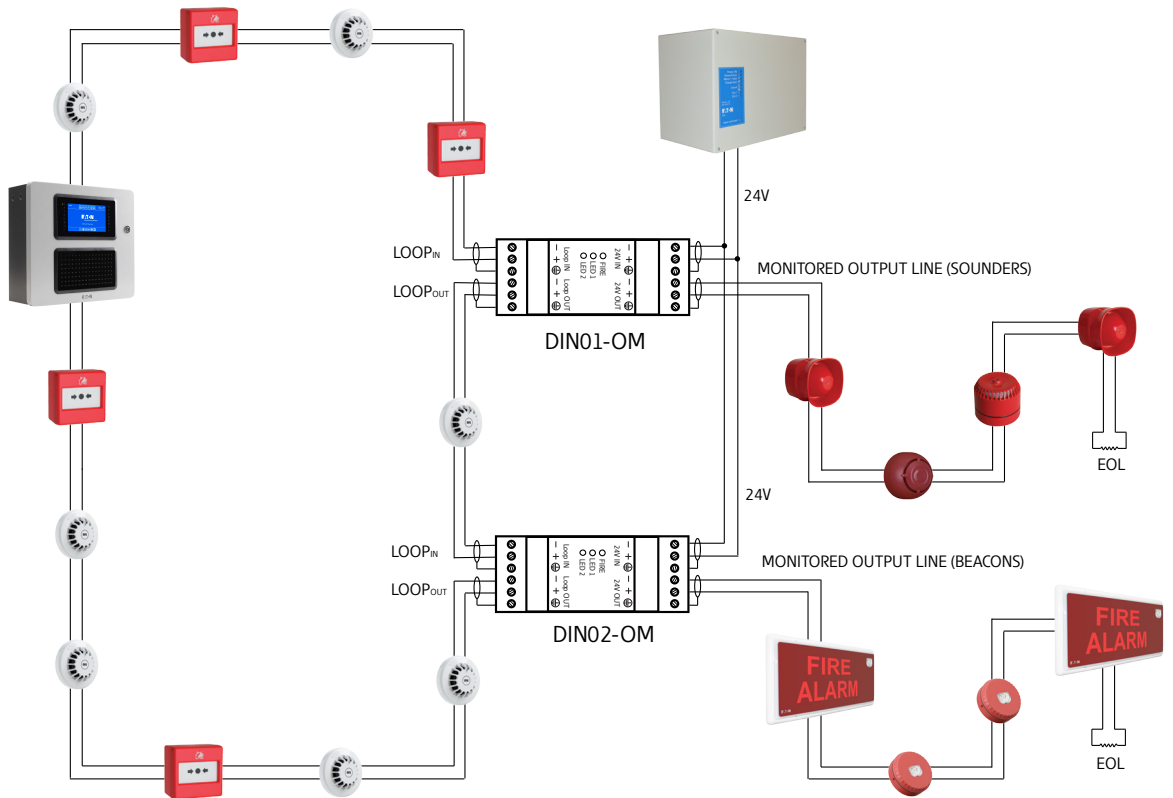 24V
LOOPIN
MONITORED OUTPUT LINE (SOUNDERS)
LOOPOUT
− + Loop IN
− + Loop OUT
FIRE
LED 1
LED 2
− + 24V IN
− + 24V OUT
DIN01-OM
EOL
24V
LOOPIN
MONITORED OUTPUT LINE (BEACONS)
LOOPOUT
− + Loop IN
− + Loop OUT
FIRE
LED 1
LED 2
− + 24V IN
− + 24V OUT
DIN02-OM
FIRE
ALARM
FIRE
ALARM
EOL